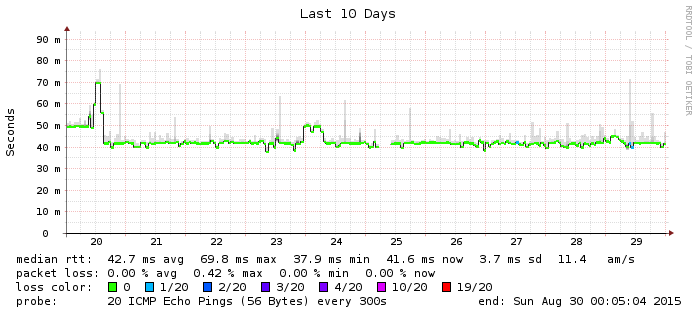 Last 10 Days
RRDTOOL / TOBI OETIKER
Seconds
90 m
80 m
70 m
60 m
50 m
40 m
30 m
20 m
10 m
0
20 21 22 23 24 25 26 27 28 29
median rtt: 42.7 ms avg 69.8 ms max 37.9 ms min 41.6 ms now 3.7 ms sd 11.4 am/s
packet loss: 0.00 % avg 0.42 % max 0.00 % min 0.00 % now
loss color: 0 1/20 2/20 3/20 4/20 10/20 19/20
probe: 20 ICMP Echo Pings (56 Bytes) every 300s end: Sun Aug 30 00:05:04 2015